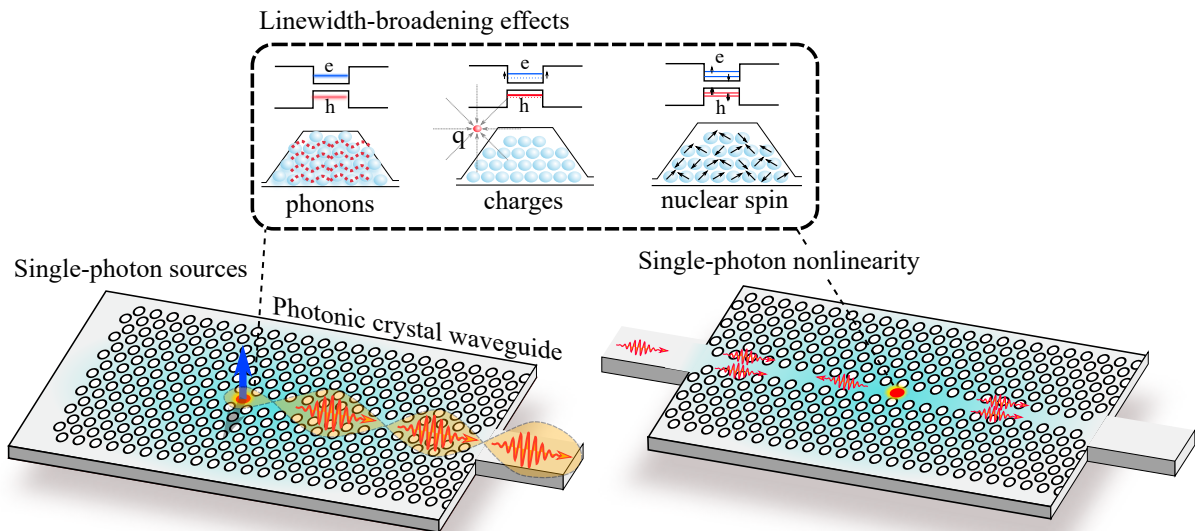 Linewidth-broadening effects
e
e
e
h
h
h
q
phonons
charges
nuclear spin
Single-photon sources
Single-photon nonlinearity
Photonic crystal waveguide